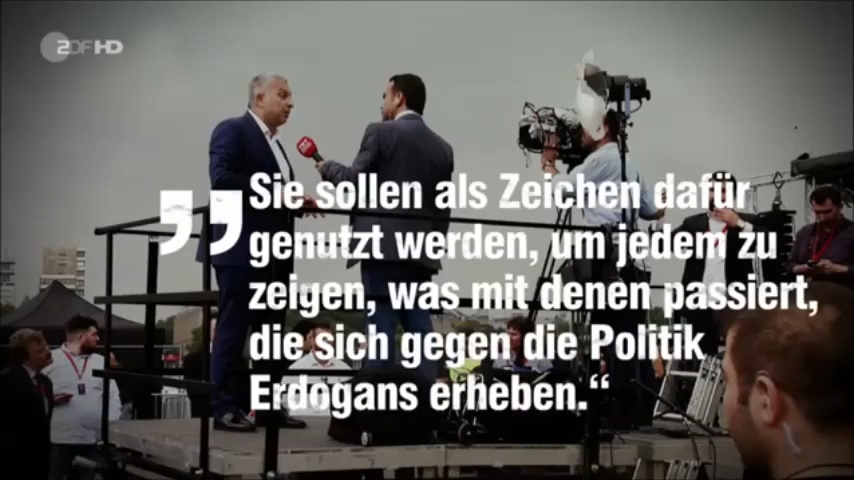 ZDF HD
„Sie sollen als Zeichen dafür
genutzt werden, um jedem zu
zeigen, was mit denen passiert,
die sich gegen die Politik
Erdogans erheben.“